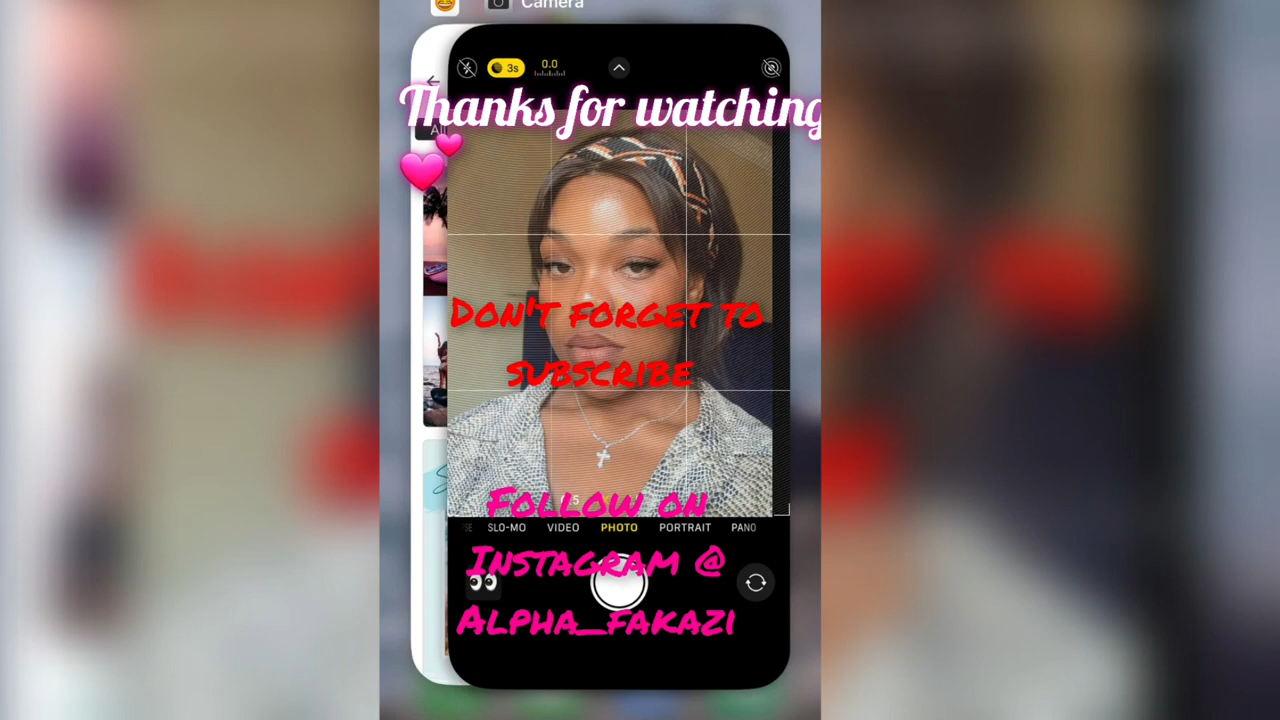 Camera
3s
0.0
Thanks for watching
All
DON'T FORGET TO
SUBSCRIBE
FOLLOW ON
SLO-MO VIDEO PHOTO PORTRAIT PANO
INSTAGRAM @
ALPHA_FAKAZI